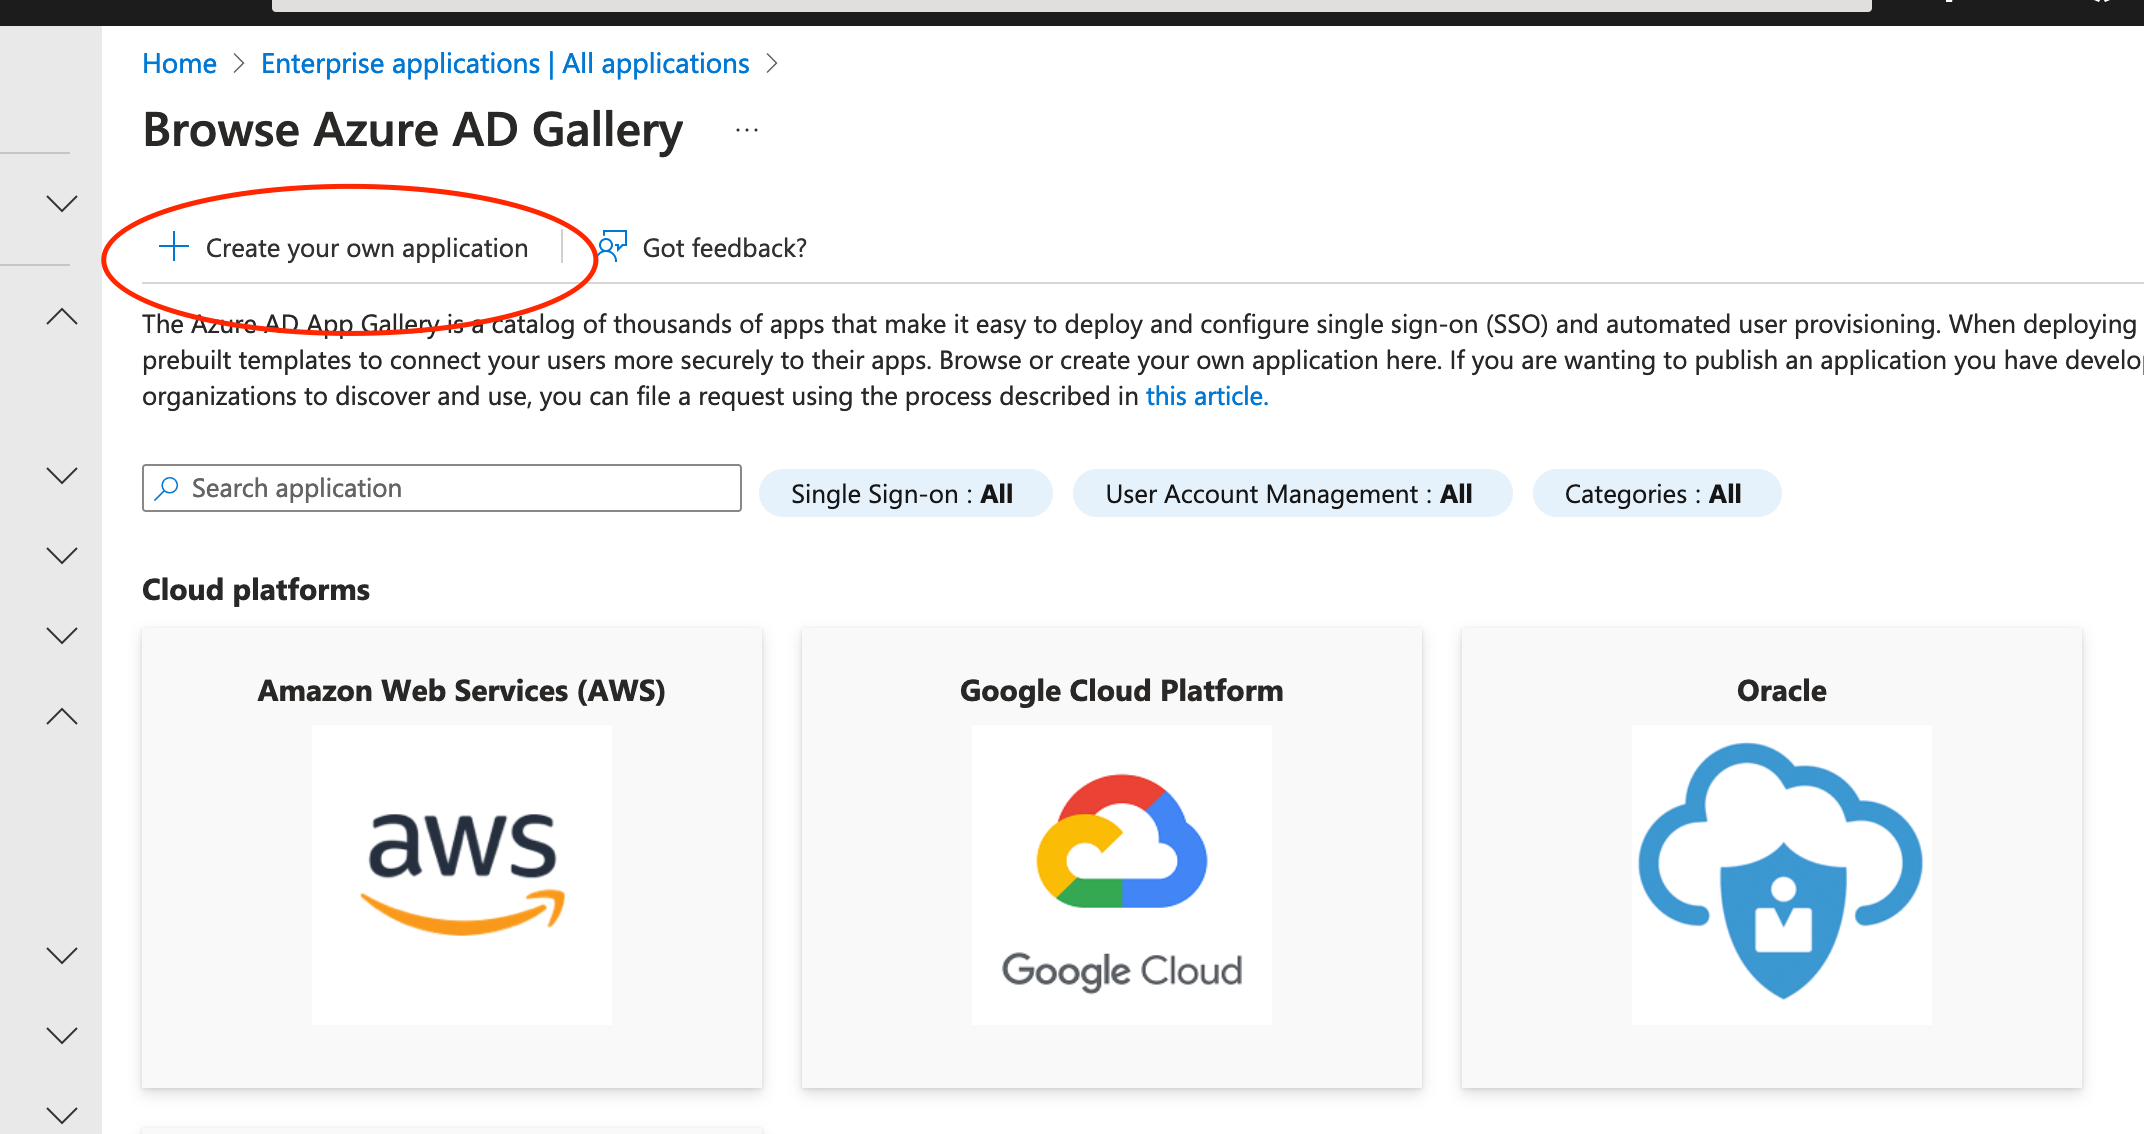 Home > Enterprise applications | All applications >
Browse Azure AD Gallery ...
+ Create your own application
Got feedback?
The Azure AD App Gallery is a catalog of thousands of apps that make it easy to deploy and configure single sign-on (SSO) and automated user provisioning. When deploying
prebuilt templates to connect your users more securely to their apps. Browse or create your own application here. If you are wanting to publish an application you have develo
organizations to discover and use, you can file a request using the process described in this article.
Search application
Single Sign-on : All
User Account Management : All
Categories : All
Cloud platforms
Amazon Web Services (AWS)
aws
Google Cloud Platform
Google Cloud
Oracle